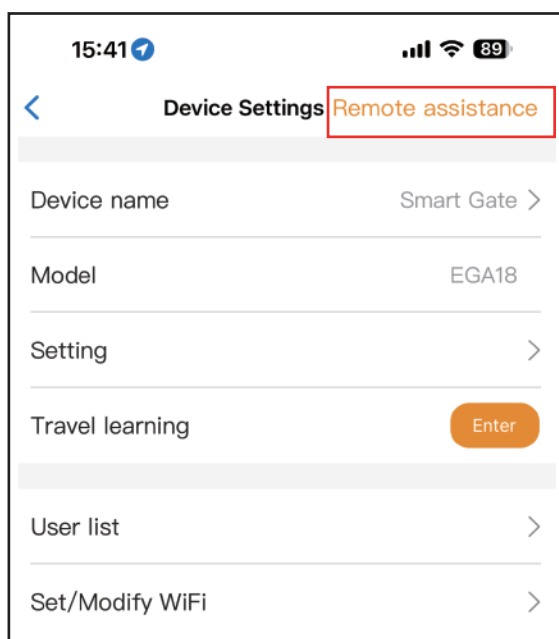 15:41 89
Device Settings Remote assistance
Device name Smart Gate
Model EGA18
Setting
Travel learning Enter
User list
Set/Modify WiFi